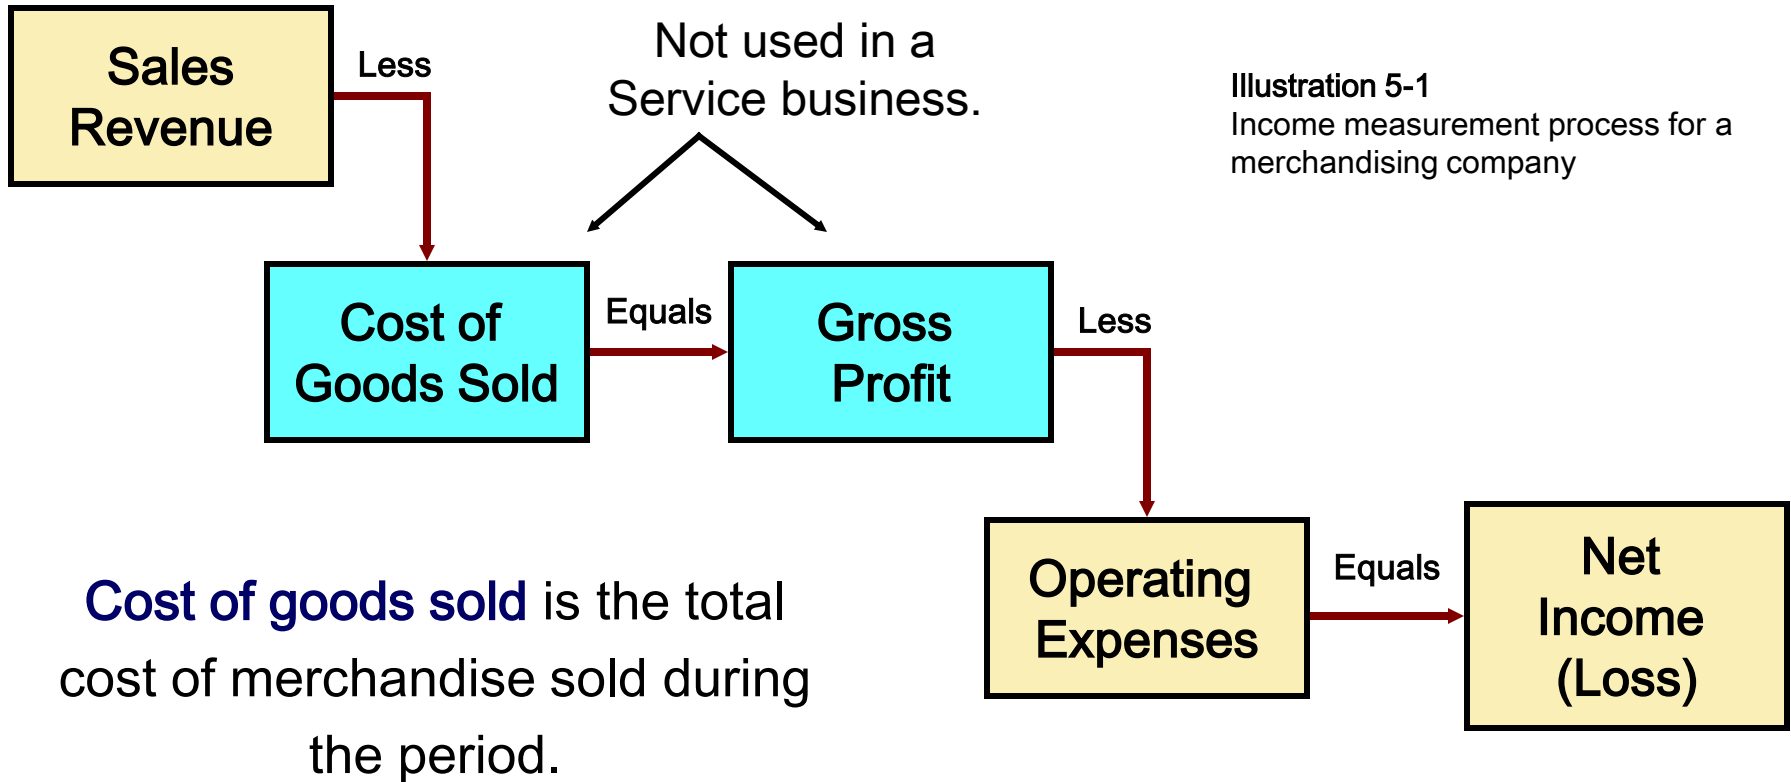 Sales
Revenue
Less
Not used in a
Service business.
Illustration 5-1
Income measurement process for a
merchandising company
Cost of
Goods Sold
Equals
Gross
Profit
Less
Operating
Expenses
Equals
Net
Income
(Loss)
Cost of goods sold is the total
cost of merchandise sold during
the period.